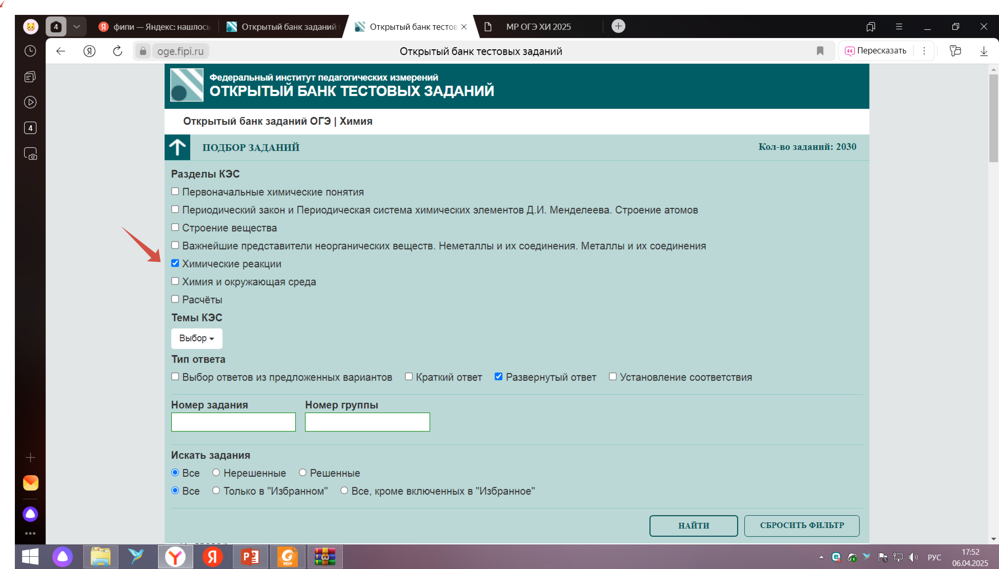 4
фипи — Яндекс: нашлось
Открытый банк заданий
Открытый банк тестов
МР ОГЭ ХИ 2025
oge.fipi.ru
Открытый банк тестовых заданий
Пересказать
4
Федеральный институт педагогических измерений
ОТКРЫТЫЙ БАНК ТЕСТОВЫХ ЗАДАНИЙ
Открытый банк заданий ОГЭ | Химия
ПОДБОР ЗАДАНИЙ
Кол-во заданий: 2030
Разделы КЭС
Первоначальные химические понятия
Периодический закон и Периодическая система химических элементов Д.И. Менделеева. Строение атомов
Строение вещества
Важнейшие представители неорганических веществ. Неметаллы и их соединения. Металлы и их соединения
Химические реакции
Химия и окружающая среда
Расчёты
Темы КЭС
Выбор
Тип ответа
Выбор ответов из предложенных вариантов Краткий ответ Развернутый ответ Установление соответствия
Номер задания Номер группы
Искать задания
Все Нерешенные Решенные
Все Только в "Избранном" Все, кроме включенных в "Избранное"
НАЙТИ СБРОСИТЬ ФИЛЬТР
PDF
РУС
17:52
06.04.2025